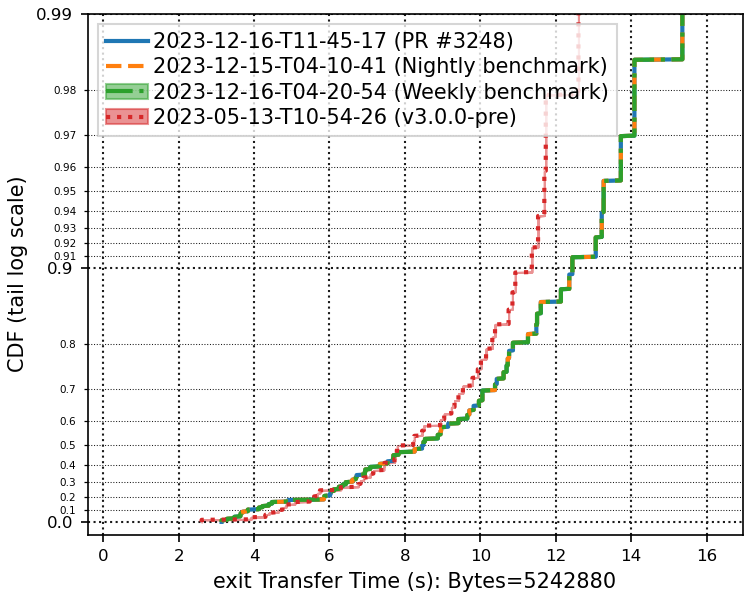 0.99
2023-12-16-T11-45-17 (PR #3248)
2023-12-15-T04-10-41 (Nightly benchmark)
2023-12-16-T04-20-54 (Weekly benchmark)
2023-05-13-T10-54-26 (v3.0.0-pre)
0.98
0.97
0.96
0.95
0.94
0.93
0.92
0.91
0.9
0.8
0.7
0.6
0.5
0.4
0.3
0.2
0.1
0.0
CDF (tail log scale)
0 2 4 6 8 10 12 14 16
exit Transfer Time (s): Bytes=5242880